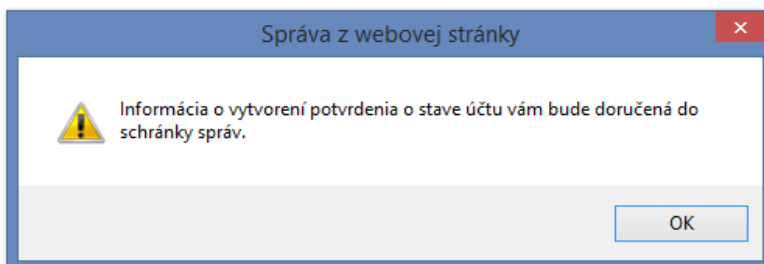 Správa z webovej stránky
Informácia o vytvorení potvrdenia o stave účtu vám bude doručená do
schránky správ.
OK